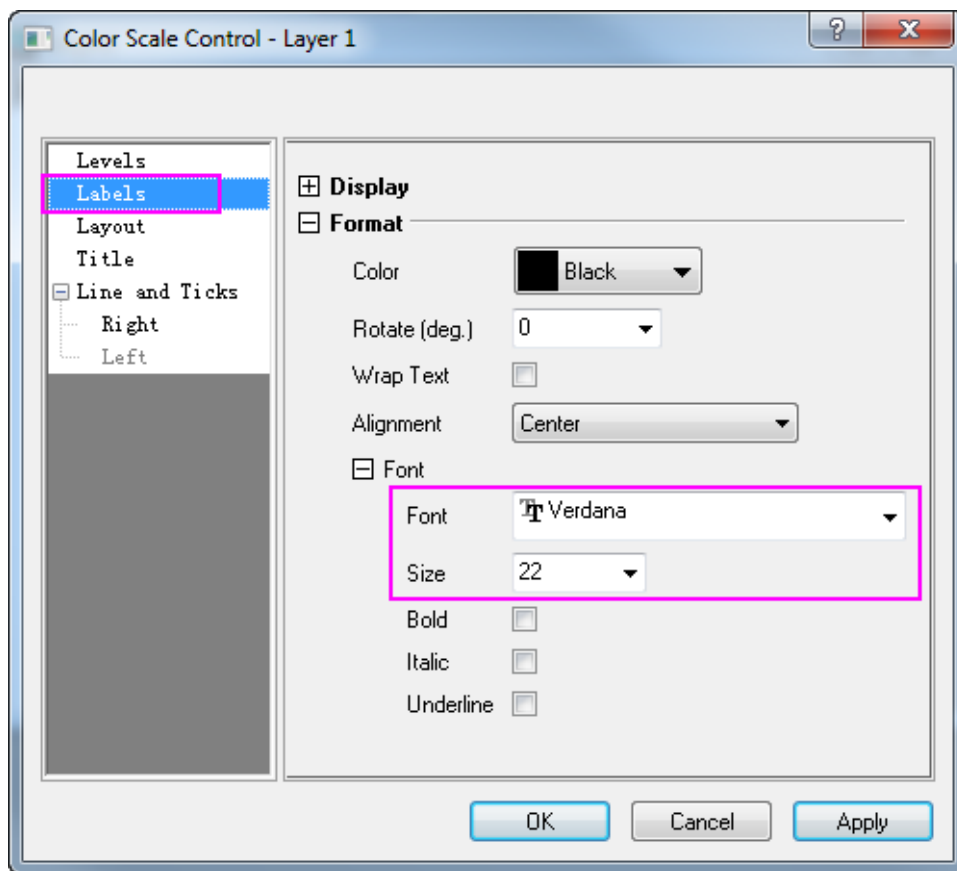 Color Scale Control - Layer 1
Levels
Labels
Layout
Title
Line and Ticks
Right
Left
Display
Format
Color Black
Rotate (deg.) 0
Wrap Text
Alignment Center
Font
Font Verdana
Size 22
Bold
Italic
Underline
OK Cancel Apply